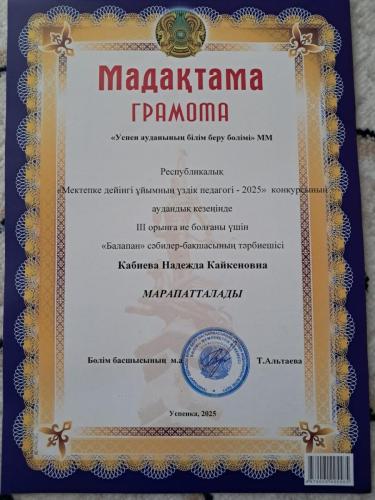 Мадақтама
ГРАМОТА
«Успен ауданының білім беру бөлімі» ММ
Республикалық
«Мектепке дейінгі ұйымның үздік педагогі - 2025» конкурсының
аудандық кезеңінде
ІІІ орынға ие болғаны үшін
«Балапан» сәбилер-бақшасының тәрбиешісі
Кабиева Надежда Кайкеновна
МАРАПАТТАЛАДЫ
Бөлім басшысының м.а Т.Альтаева
Успенка, 2025